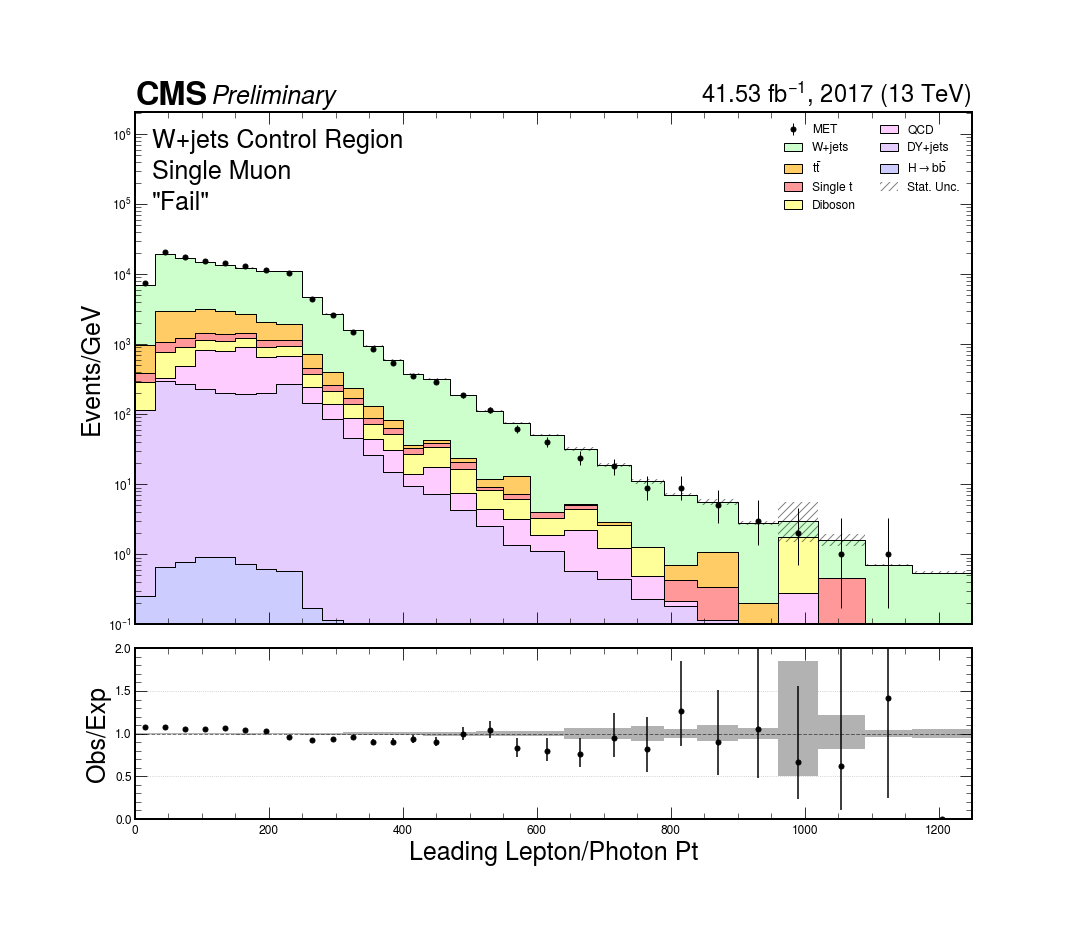 CMS Preliminary 41.53 fb⁻¹, 2017 (13 TeV)
W+jets Control Region
Single Muon
"Fail"
MET
W+jets
tt̄
Single t
Diboson
QCD
DY+jets
H→bb̄
Stat. Unc.
Events/GeV
10⁶
10⁵
10⁴
10³
10²
10¹
10⁰
10⁻¹
Obs/Exp
2.0
1.5
1.0
0.5
0.0
0 200 400 600 800 1000 1200
Leading Lepton/Photon Pt